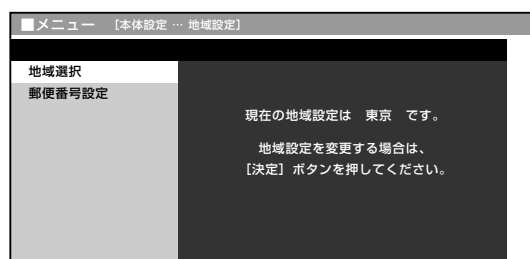 ■メニュー [本体設定 … 地域設定]
地域選択
郵便番号設定
現在の地域設定は 東京 です。
地域設定を変更する場合は、
[決定] ボタンを押してください。